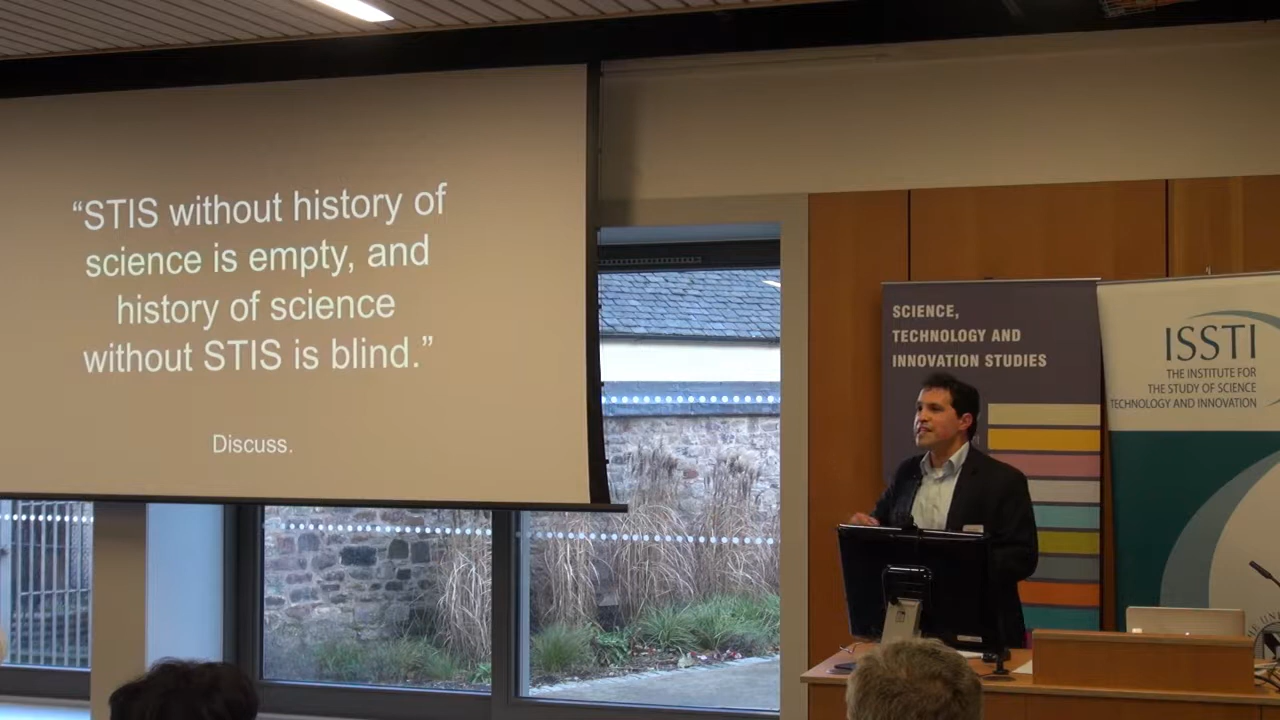 “STIS without history of
science is empty, and
history of science
without STIS is blind.”
Discuss.
SCIENCE,
TECHNOLOGY AND
INNOVATION STUDIES
ISSTI
THE INSTITUTE FOR
THE STUDY OF SCIENCE
TECHNOLOGY AND INNOVATION